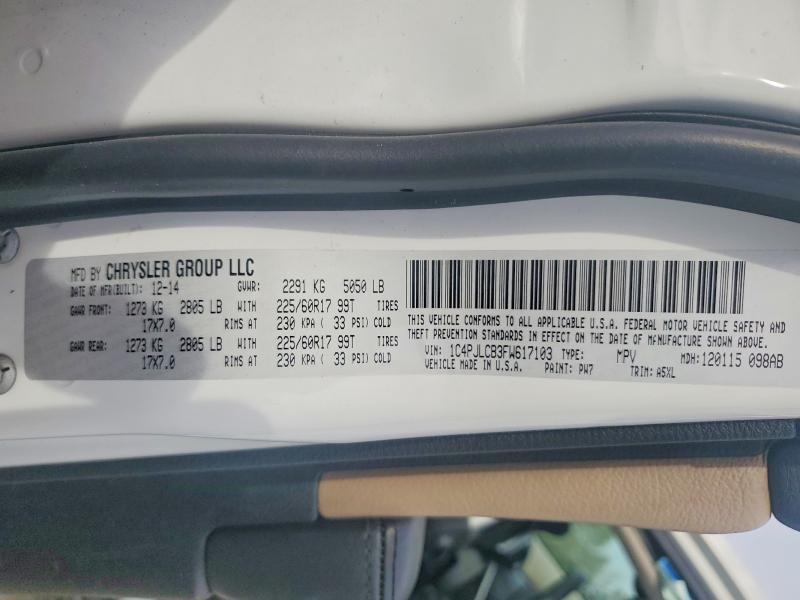 MFD BY CHRYSLER GROUP LLC
DATE OF MFR(BUILT): 12-14 GVWR: 2291 KG 5050 LB
GAWR FRONT: 1273 KG 2805 LB WITH 225/60R17 99T TIRES
17X7.0 RIMS AT 230 KPA ( 33 PSI) COLD
GAWR REAR: 1273 KG 2805 LB WITH 225/60R17 99T TIRES
17X7.0 RIMS AT 230 KPA ( 33 PSI) COLD
THIS VEHICLE CONFORMS TO ALL APPLICABLE U.S.A. FEDERAL MOTOR VEHICLE SAFETY AND
THEFT PREVENTION STANDARDS IN EFFECT ON THE DATE OF MANUFACTURE SHOWN ABOVE.
VIN: 1C4PJLCB3FW617103 TYPE: MPV MDH: 120115 098AB
VEHICLE MADE IN U.S.A. PAINT: PW7 TRIM: A5XL